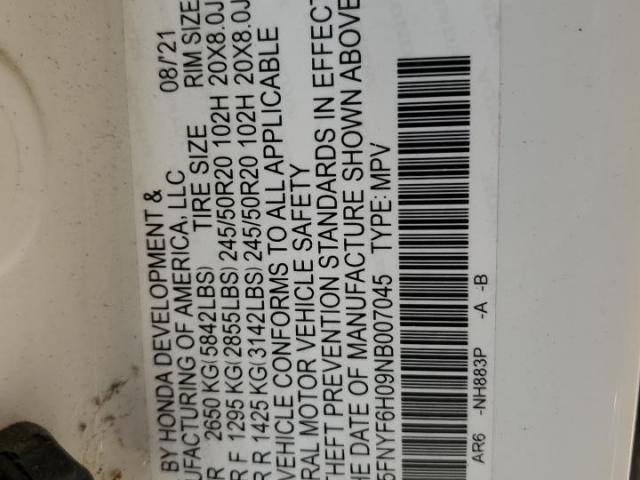 BY HONDA DEVELOPMENT & 08/'21
UFACTURING OF AMERICA, LLC
TIRE SIZE RIM SIZE
R 2650 KG(5842LBS)
R F 1295 KG(2855LBS) 245/50R20 102H 20X8.0J
R R 1425 KG(3142LBS) 245/50R20 102H 20X8.0J
VEHICLE CONFORMS TO ALL APPLICABLE
RAL MOTOR VEHICLE SAFETY
THEFT PREVENTION STANDARDS IN EFFECT
HE DATE OF MANUFACTURE SHOWN ABOVE
5FNYF6H09NB007045 TYPE: MPV
AR6 -NH883P -A -B